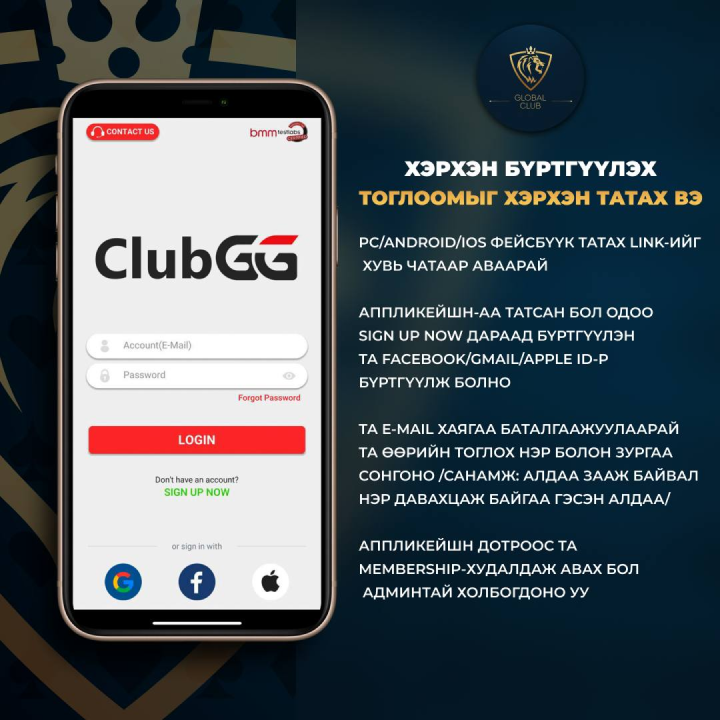 CONTACT US
bmm testlabs
ClubGG
Account(E-Mail)
Password
Forgot Password
LOGIN
Don't have an account?
SIGN UP NOW
or sign in with
GLOBAL
CLUB
ХЭРХЭН БҮРТГҮҮЛЭХ
ТОГЛООМЫГ ХЭРХЭН ТАТАХ ВЭ
PC/ANDROID/IOS ФЕЙСБҮҮК ТАТАХ LINK-ИЙГ
ХУВЬ ЧАТААР АВААРАЙ
АППЛИКЕЙШН-АА ТАТСАН БОЛ ОДОО
SIGN UP NOW ДАРААД БҮРТГҮҮЛЭН
ТА FACEBOOK/GMAIL/APPLE ID-Р
БҮРТГҮҮЛЖ БОЛНО
ТА E-MAIL ХАЯГАА БАТАЛГААЖУУЛААРАЙ
ТА ӨӨРИЙН ТОГЛОХ НЭР БОЛОН ЗУРГАА
СОНГОНО /САНАМЖ: АЛДАА ЗААЖ БАЙВАЛ
НЭР ДАВАХЦАЖ БАЙГАА ГЭСЭН АЛДАА/
АППЛИКЕЙШН ДОТРООС ТА
MEMBERSHIP-ХУДАЛДАЖ АВАХ БОЛ
АДМИНТАЙ ХОЛБОГДОНО УУ